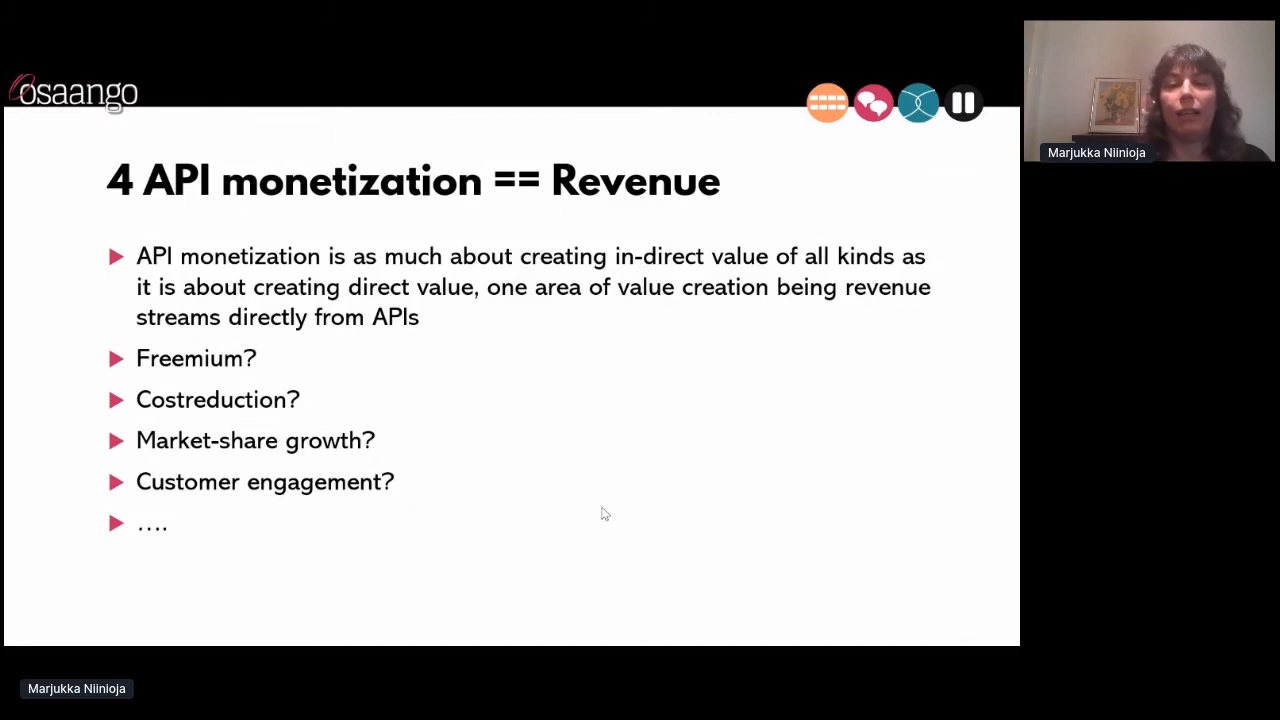 osaango
4 API monetization == Revenue
API monetization is as much about creating in-direct value of all kinds as
it is about creating direct value, one area of value creation being revenue
streams directly from APIs
Freemium?
Costreduction?
Market-share growth?
Customer engagement?
....
Marjukka Niinioja
Marjukka Niinioja